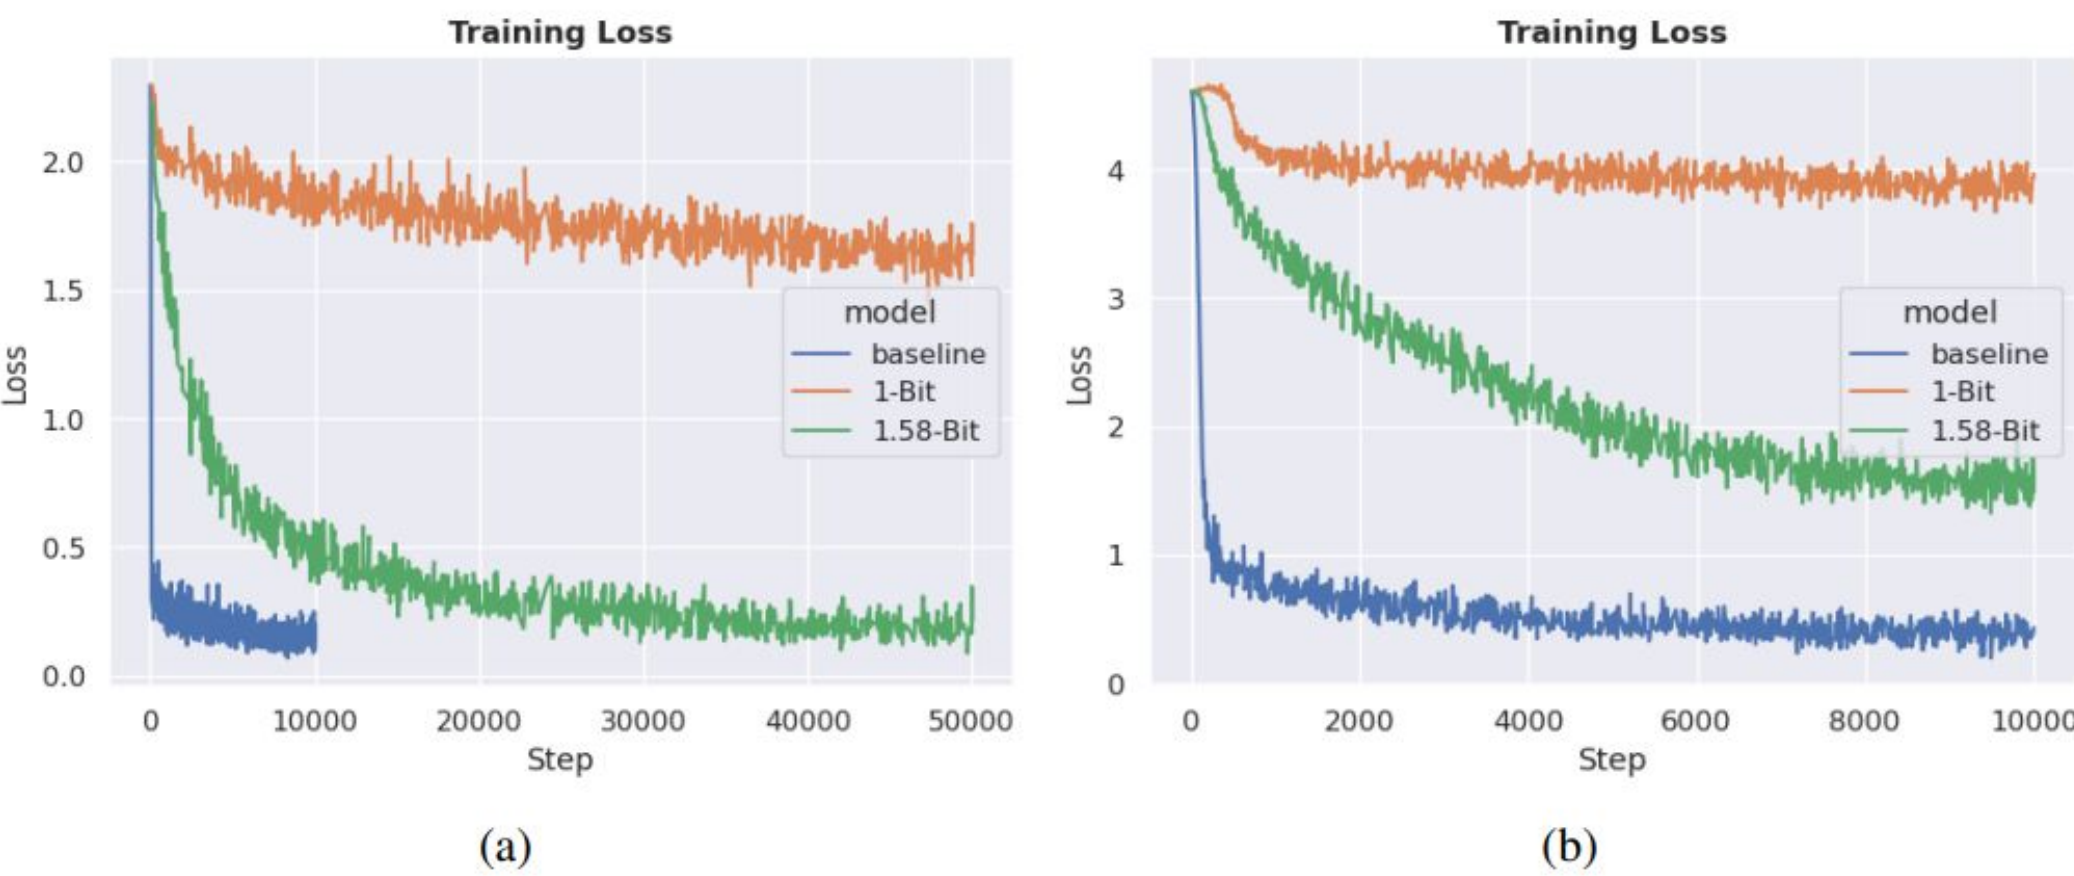 Training Loss
2.0
1.5
1.0
0.5
0.0
Loss
0 10000 20000 30000 40000 50000
Step
model
baseline
1-Bit
1.58-Bit
(a)
Training Loss
4
3
2
1
0
Loss
0 2000 4000 6000 8000 10000
Step
model
baseline
1-Bit
1.58-Bit
(b)